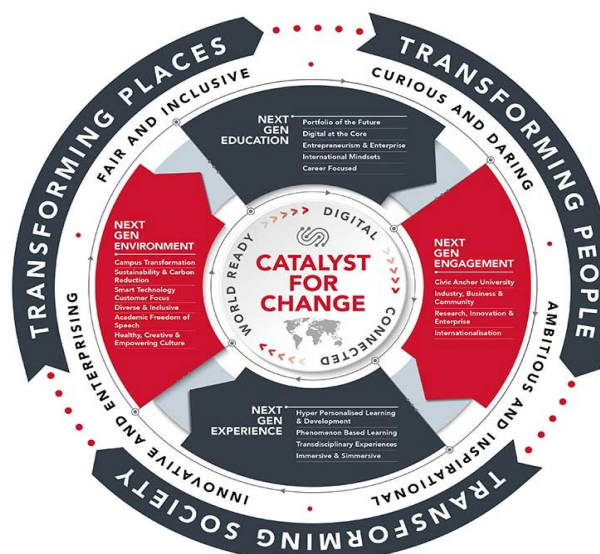 TRANSFORMING PLACES
TRANSFORMING PEOPLE
TRANSFORMING SOCIETY
FAIR AND INCLUSIVE
CURIOUS AND DARING
AMBITIOUS AND INSPIRATIONAL
INNOVATIVE AND ENTERPRISING
NEXT
GEN
EDUCATION
Portfolio of the Future
Digital at the Core
Entrepreneurism & Enterprise
International Mindsets
Career Focused
NEXT
GEN
ENVIRONMENT
Campus Transformation
Sustainability & Carbon
Reduction
Smart Technology
Customer Focus
Diverse & Inclusive
Academic Freedom of
Speech
Healthy, Creative &
Empowering Culture
WORLD READY
DIGITAL
CONNECTED
CATALYST
FOR
CHANGE
NEXT
GEN
ENGAGEMENT
Civic Anchor University
Industry, Business &
Community
Research, Innovation &
Enterprise
Internationalisation
NEXT
GEN
EXPERIENCE
Hyper Personalised Learning
& Development
Phenomenon Based Learning
Transdisciplinary Experiences
Immersive & Simmersive